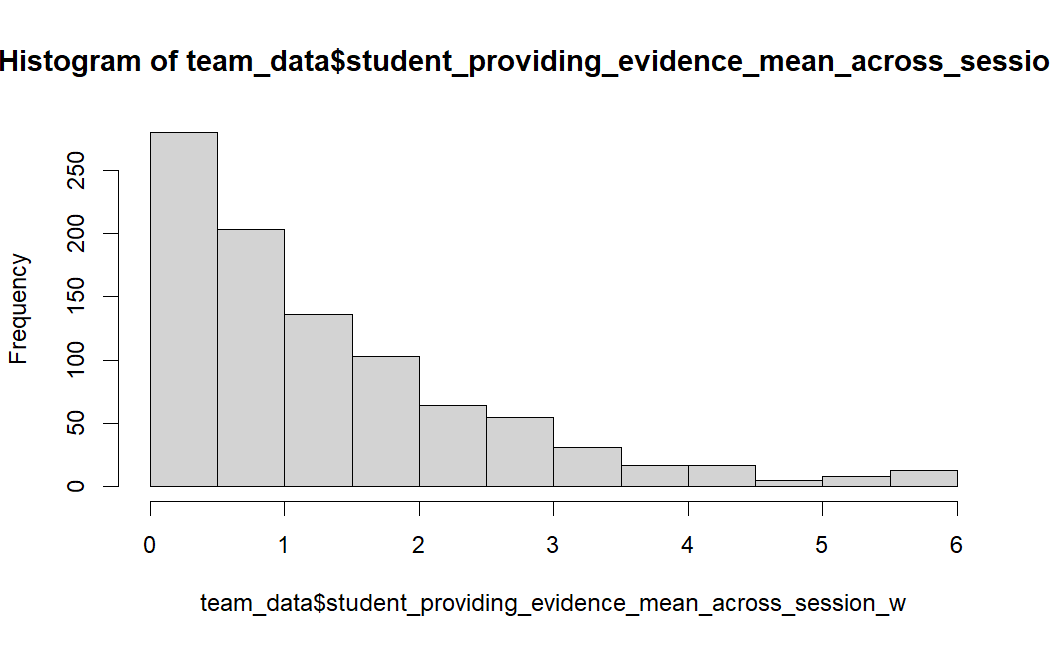 Histogram of team_data$student_providing_evidence_mean_across_sessio
Frequency
250
200
150
100
50
0
0 1 2 3 4 5 6
team_data$student_providing_evidence_mean_across_session_w